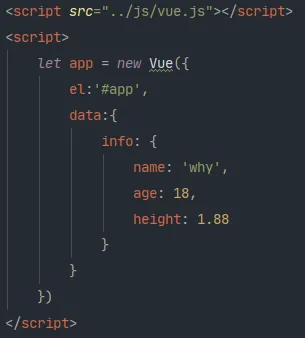 <script src="../js/vue.js"></script>
<script>
    let app = new Vue({
        el:'#app',
        data:{
            info: {
                name: 'why',
                age: 18,
                height: 1.88
            }
        }
    })
</script>